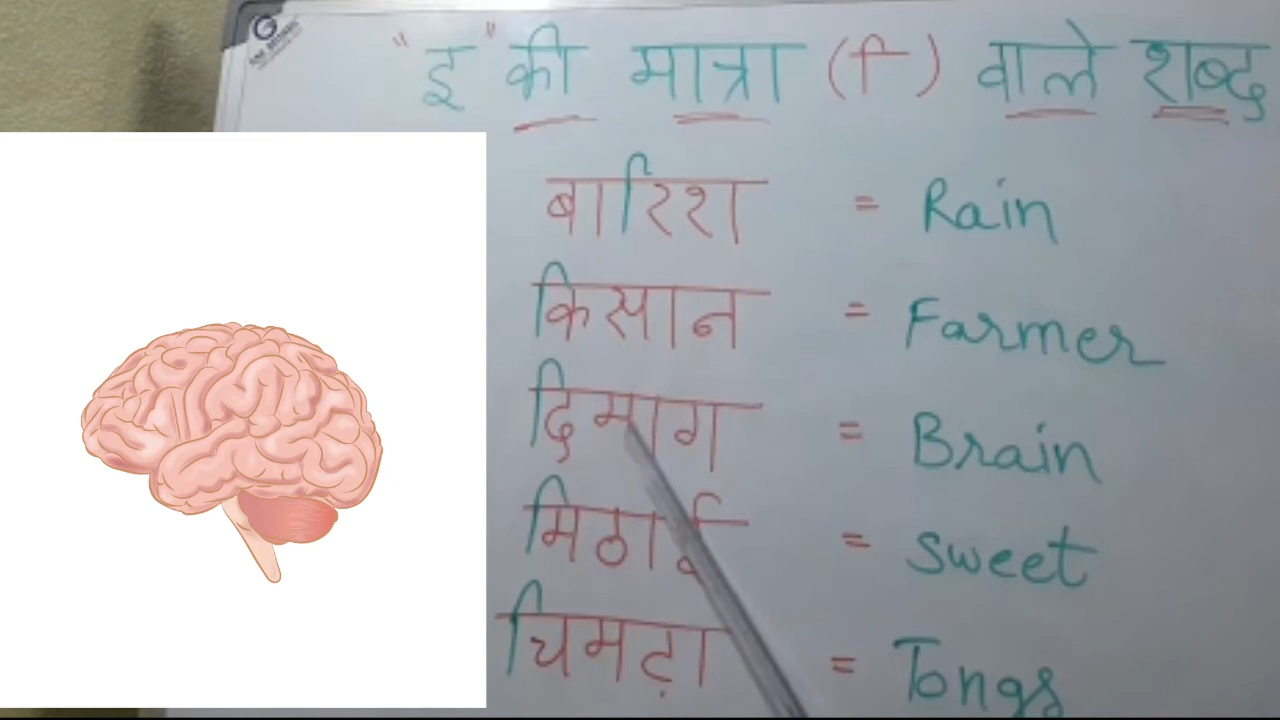 "इ" की मात्रा ( ि ) वाले शब्द
बारिश = Rain
किसान = Farmer
दिमाग = Brain
मिठाई = Sweet
चिमट़ा = Tongs